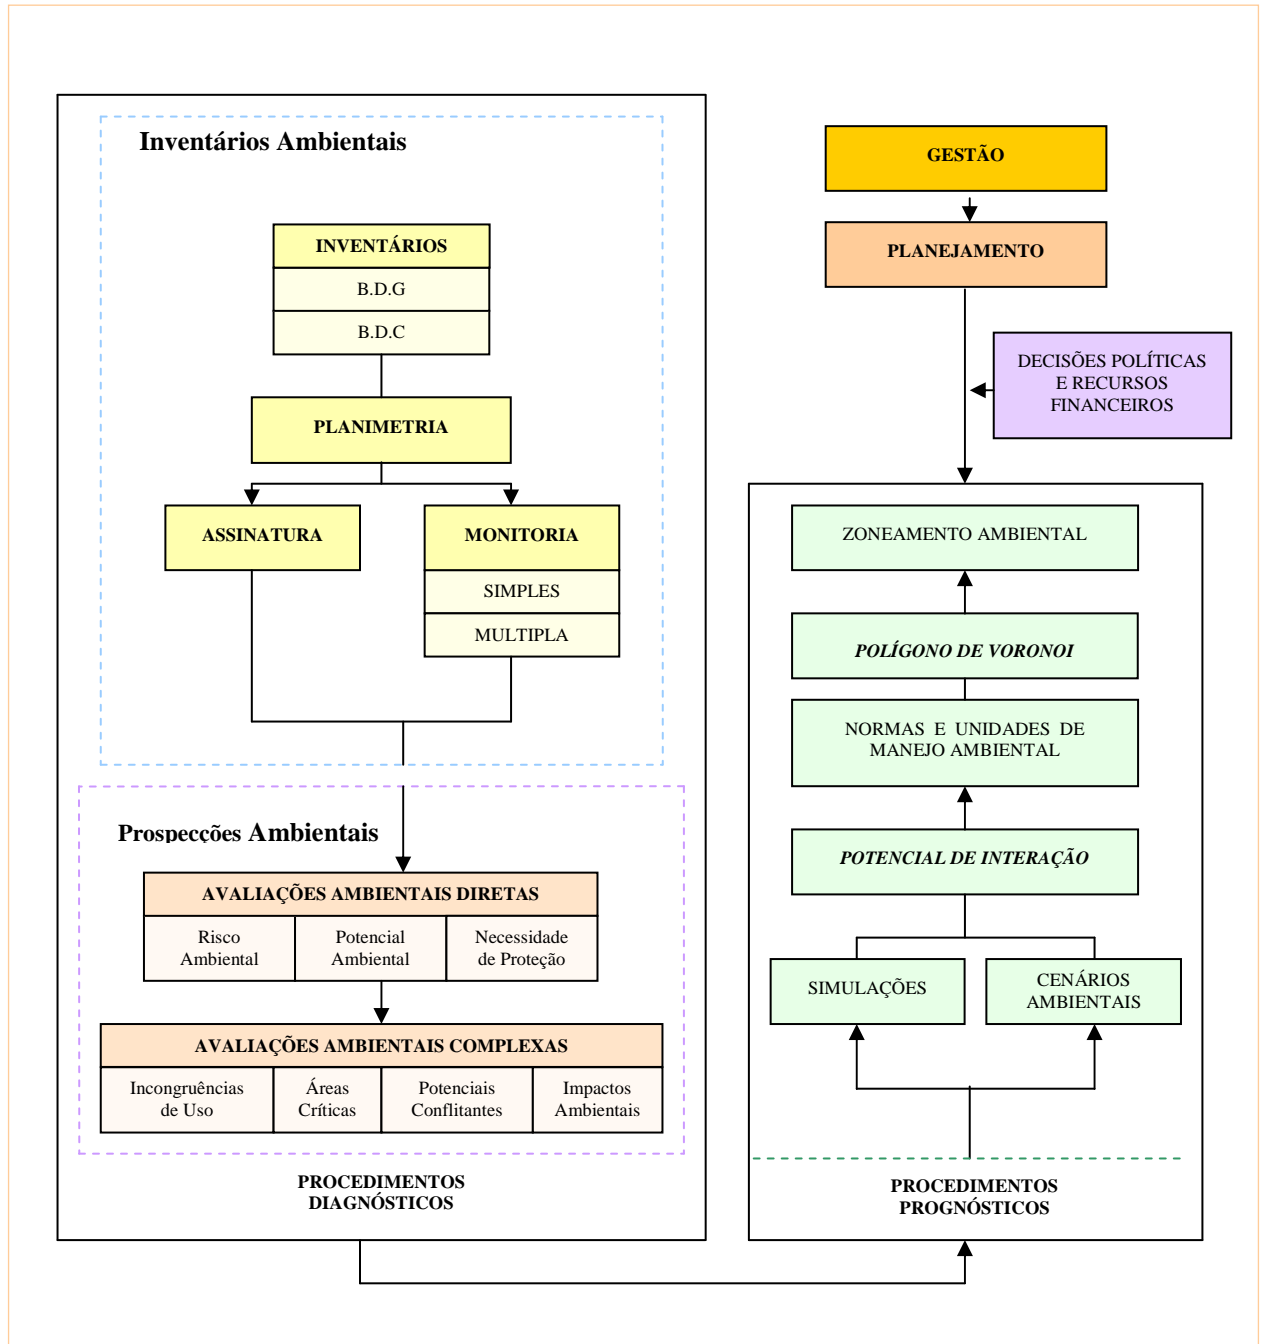 Inventários Ambientais
INVENTÁRIOS
B.D.G
B.D.C
PLANIMETRIA
ASSINATURA
MONITORIA
SIMPLES
MULTIPLA
Prospecções Ambientais
AVALIAÇÕES AMBIENTAIS DIRETAS
Risco
Ambiental
Potencial
Ambiental
Necessidade
de Proteção
AVALIAÇÕES AMBIENTAIS COMPLEXAS
Incongruências
de Uso
Áreas
Críticas
Potenciais
Conflitantes
Impactos
Ambientais
PROCEDIMENTOS
DIAGNÓSTICOS
GESTÃO
PLANEJAMENTO
DECISÕES POLÍTICAS
E RECURSOS
FINANCEIROS
ZONEAMENTO AMBIENTAL
POLÍGONO DE VORONOI
NORMAS E UNIDADES DE
MANEJO AMBIENTAL
POTENCIAL DE INTERAÇÃO
SIMULAÇÕES
CENÁRIOS
AMBIENTAIS
PROCEDIMENTOS
PROGNÓSTICOS